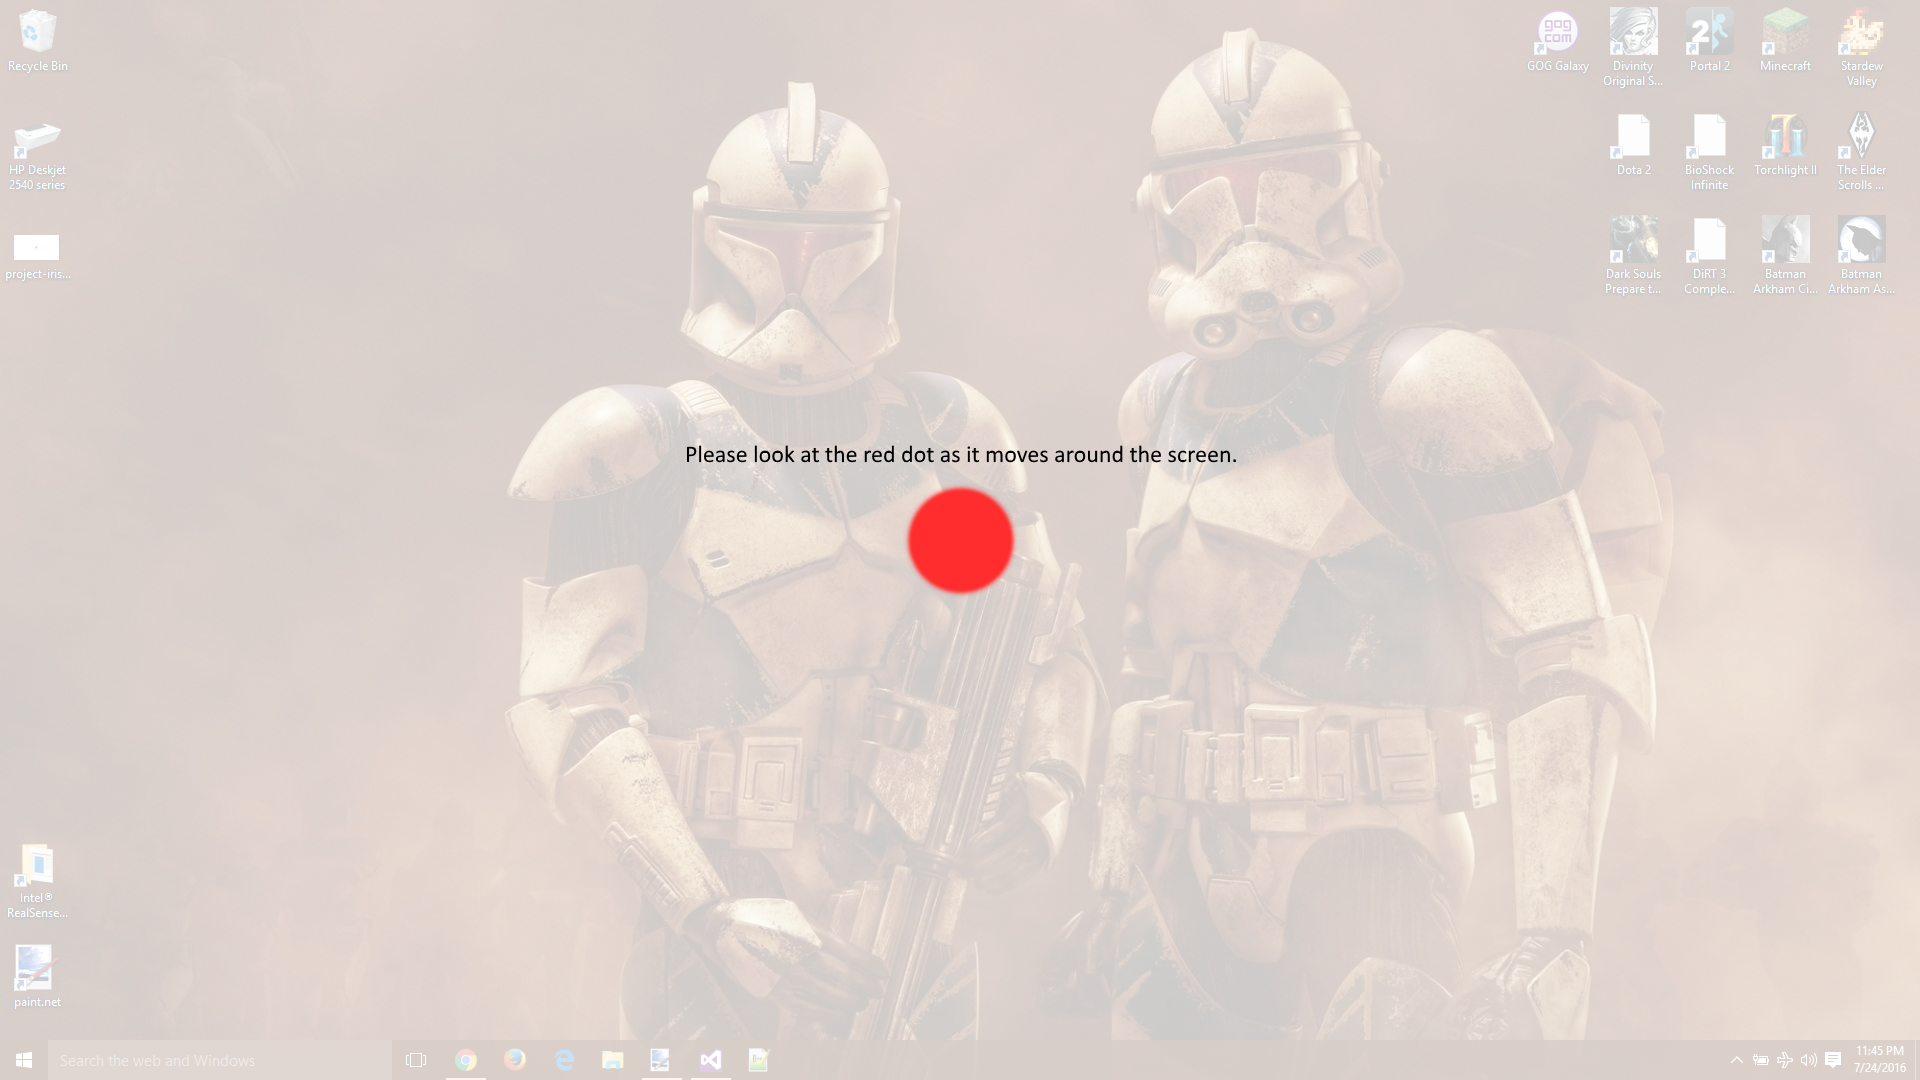 Recycle Bin
HP Deskjet
2540 series
project-iris...
Intel®
RealSense...
paint.net
gog
com
GOG Galaxy
Divinity
Original S...
2
Portal 2
Minecraft
Stardew
Valley
Dota 2
BioShock
Infinite
Torchlight II
The Elder
Scrolls ...
Dark Souls
Prepare t...
DiRT 3
Comple...
Batman
Arkham Ci...
Batman
Arkham As...
Please look at the red dot as it moves around the screen.
Search the web and Windows
11:45 PM
7/24/2016